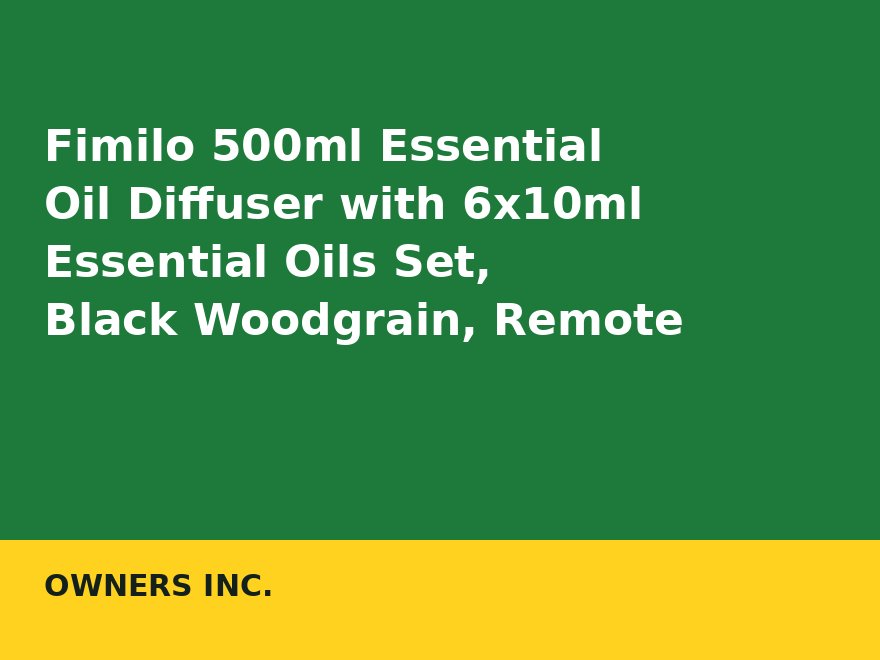 Fimilo 500ml Essential
Oil Diffuser with 6x10ml
Essential Oils Set,
Black Woodgrain, Remote
OWNERS INC.